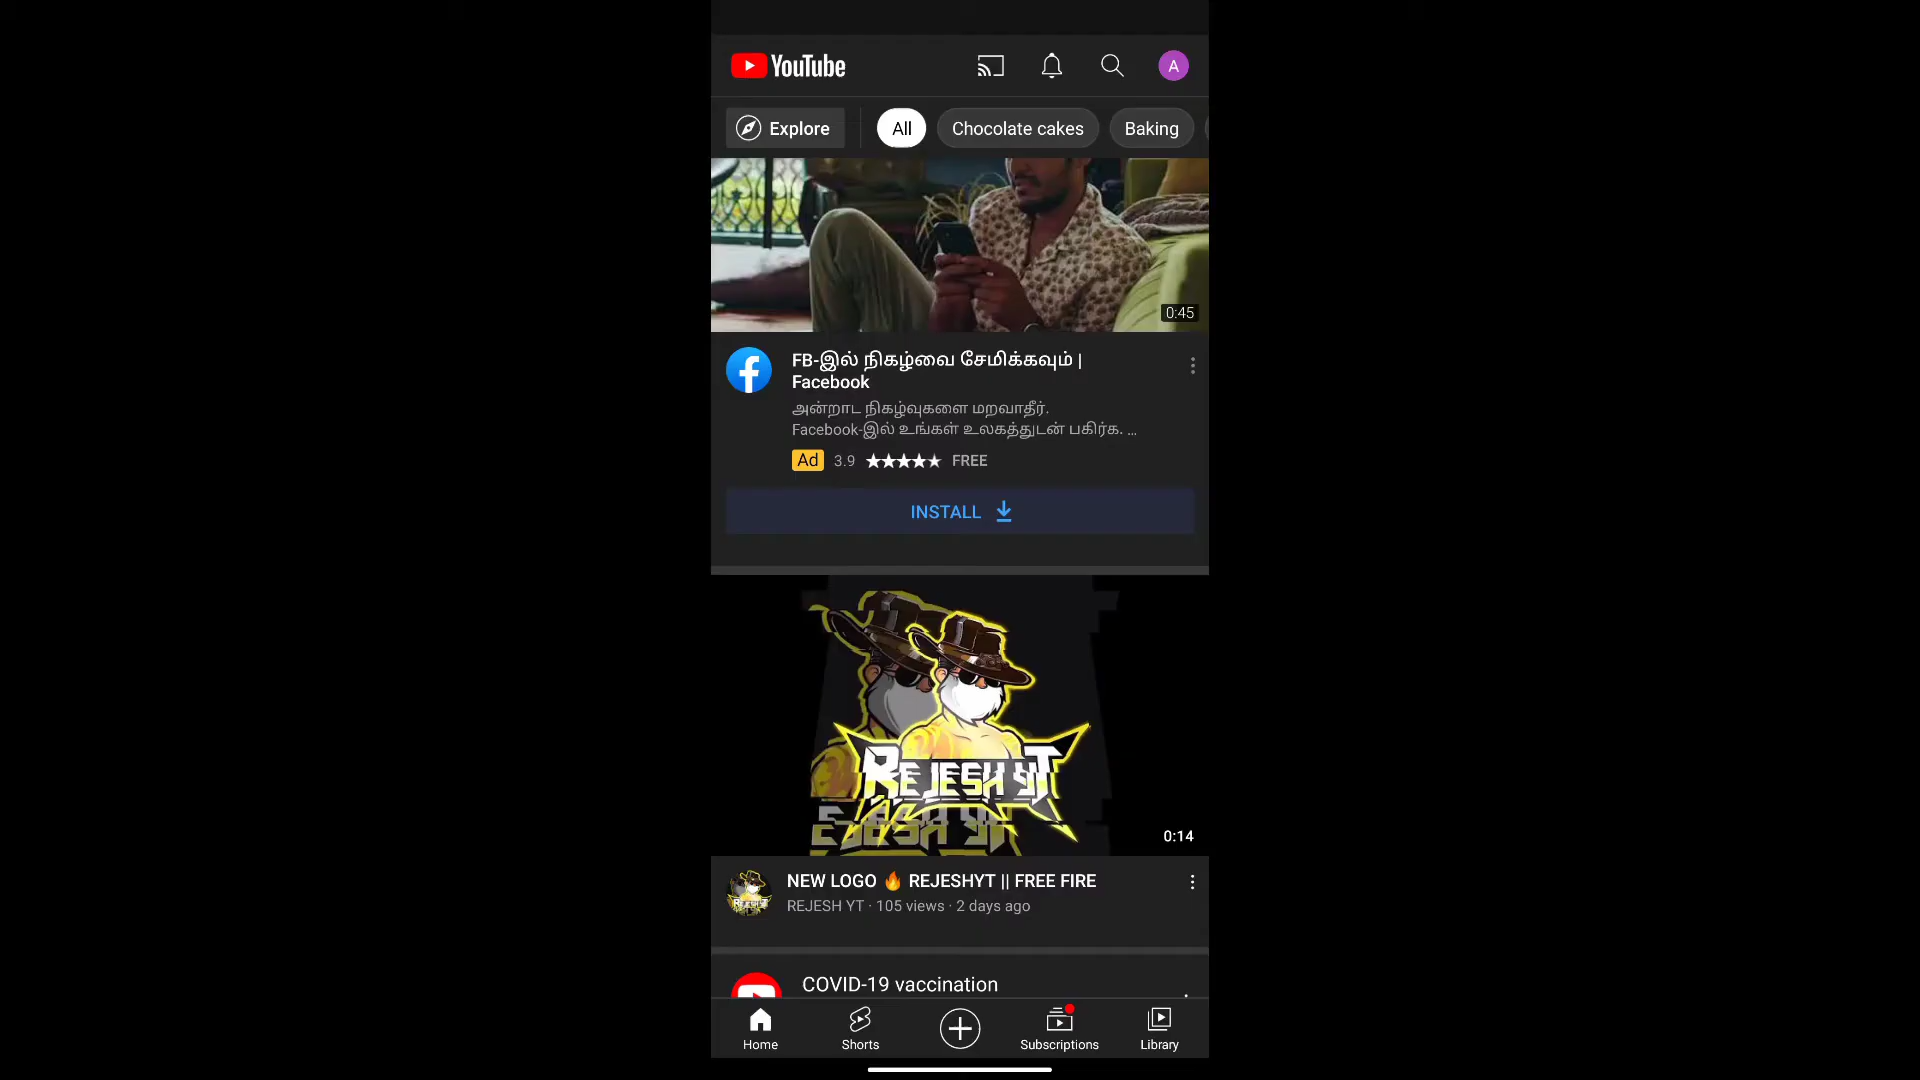 YouTube
A
Explore
All
Chocolate cakes
Baking
0:45
FB-இல் நிகழ்வை சேமிக்கவும் |
Facebook
அன்றாட நிகழ்வுகளை மறவாதீர்.
Facebook-இல் உங்கள் உலகத்துடன் பகிர்க. ...
Ad 3.9 ★★★★★ FREE
INSTALL
REJESH YT
0:14
NEW LOGO 🔥 REJESHYT || FREE FIRE
REJESH YT · 105 views · 2 days ago
COVID-19 vaccination
Home
Shorts
Subscriptions
Library